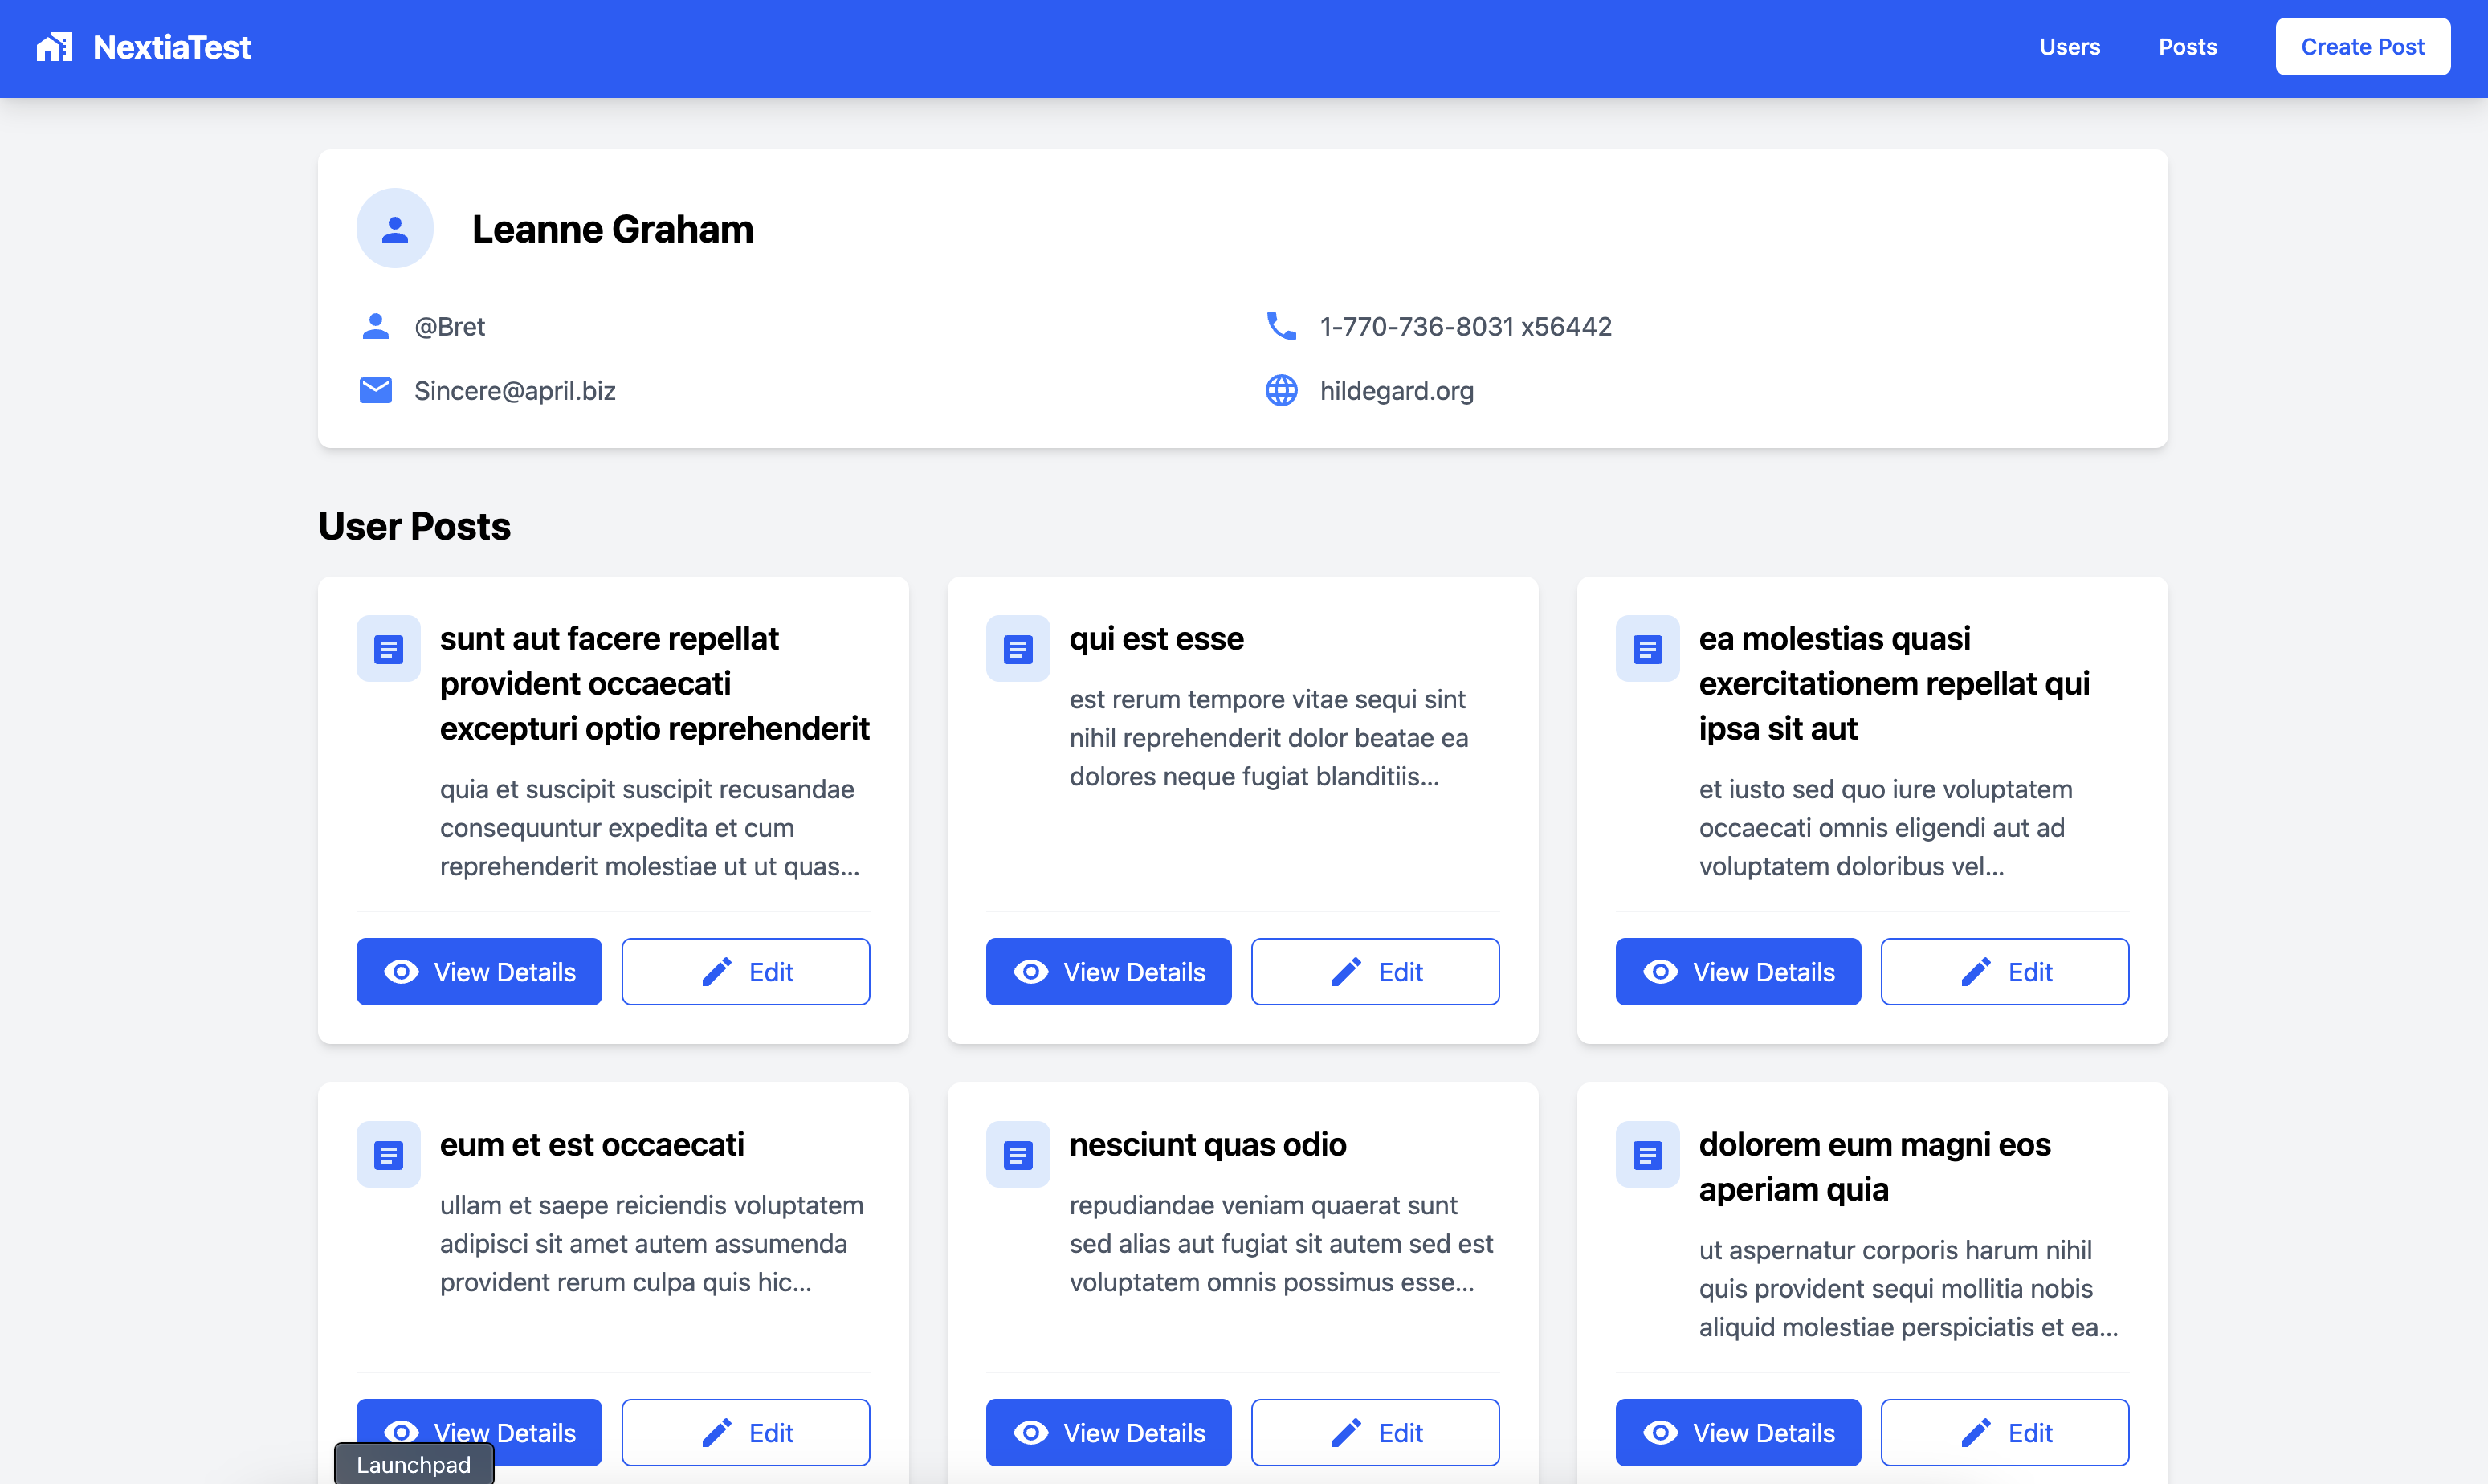 NextiaTest
Users
Posts
Create Post
Leanne Graham
@Bret
1-770-736-8031 x56442
Sincere@april.biz
hildegard.org
User Posts
sunt aut facere repellat
provident occaecati
excepturi optio reprehenderit
quia et suscipit suscipit recusandae
consequuntur expedita et cum
reprehenderit molestiae ut ut quas...
View Details
Edit
qui est esse
est rerum tempore vitae sequi sint
nihil reprehenderit dolor beatae ea
dolores neque fugiat blanditiis...
View Details
Edit
ea molestias quasi
exercitationem repellat qui
ipsa sit aut
et iusto sed quo iure voluptatem
occaecati omnis eligendi aut ad
voluptatem doloribus vel...
View Details
Edit
eum et est occaecati
ullam et saepe reiciendis voluptatem
adipisci sit amet autem assumenda
provident rerum culpa quis hic...
View Details
Edit
nesciunt quas odio
repudiandae veniam quaerat sunt
sed alias aut fugiat sit autem sed est
voluptatem omnis possimus esse...
View Details
Edit
dolorem eum magni eos
aperiam quia
ut aspernatur corporis harum nihil
quis provident sequi mollitia nobis
aliquid molestiae perspiciatis et ea...
View Details
Edit
Launchpad